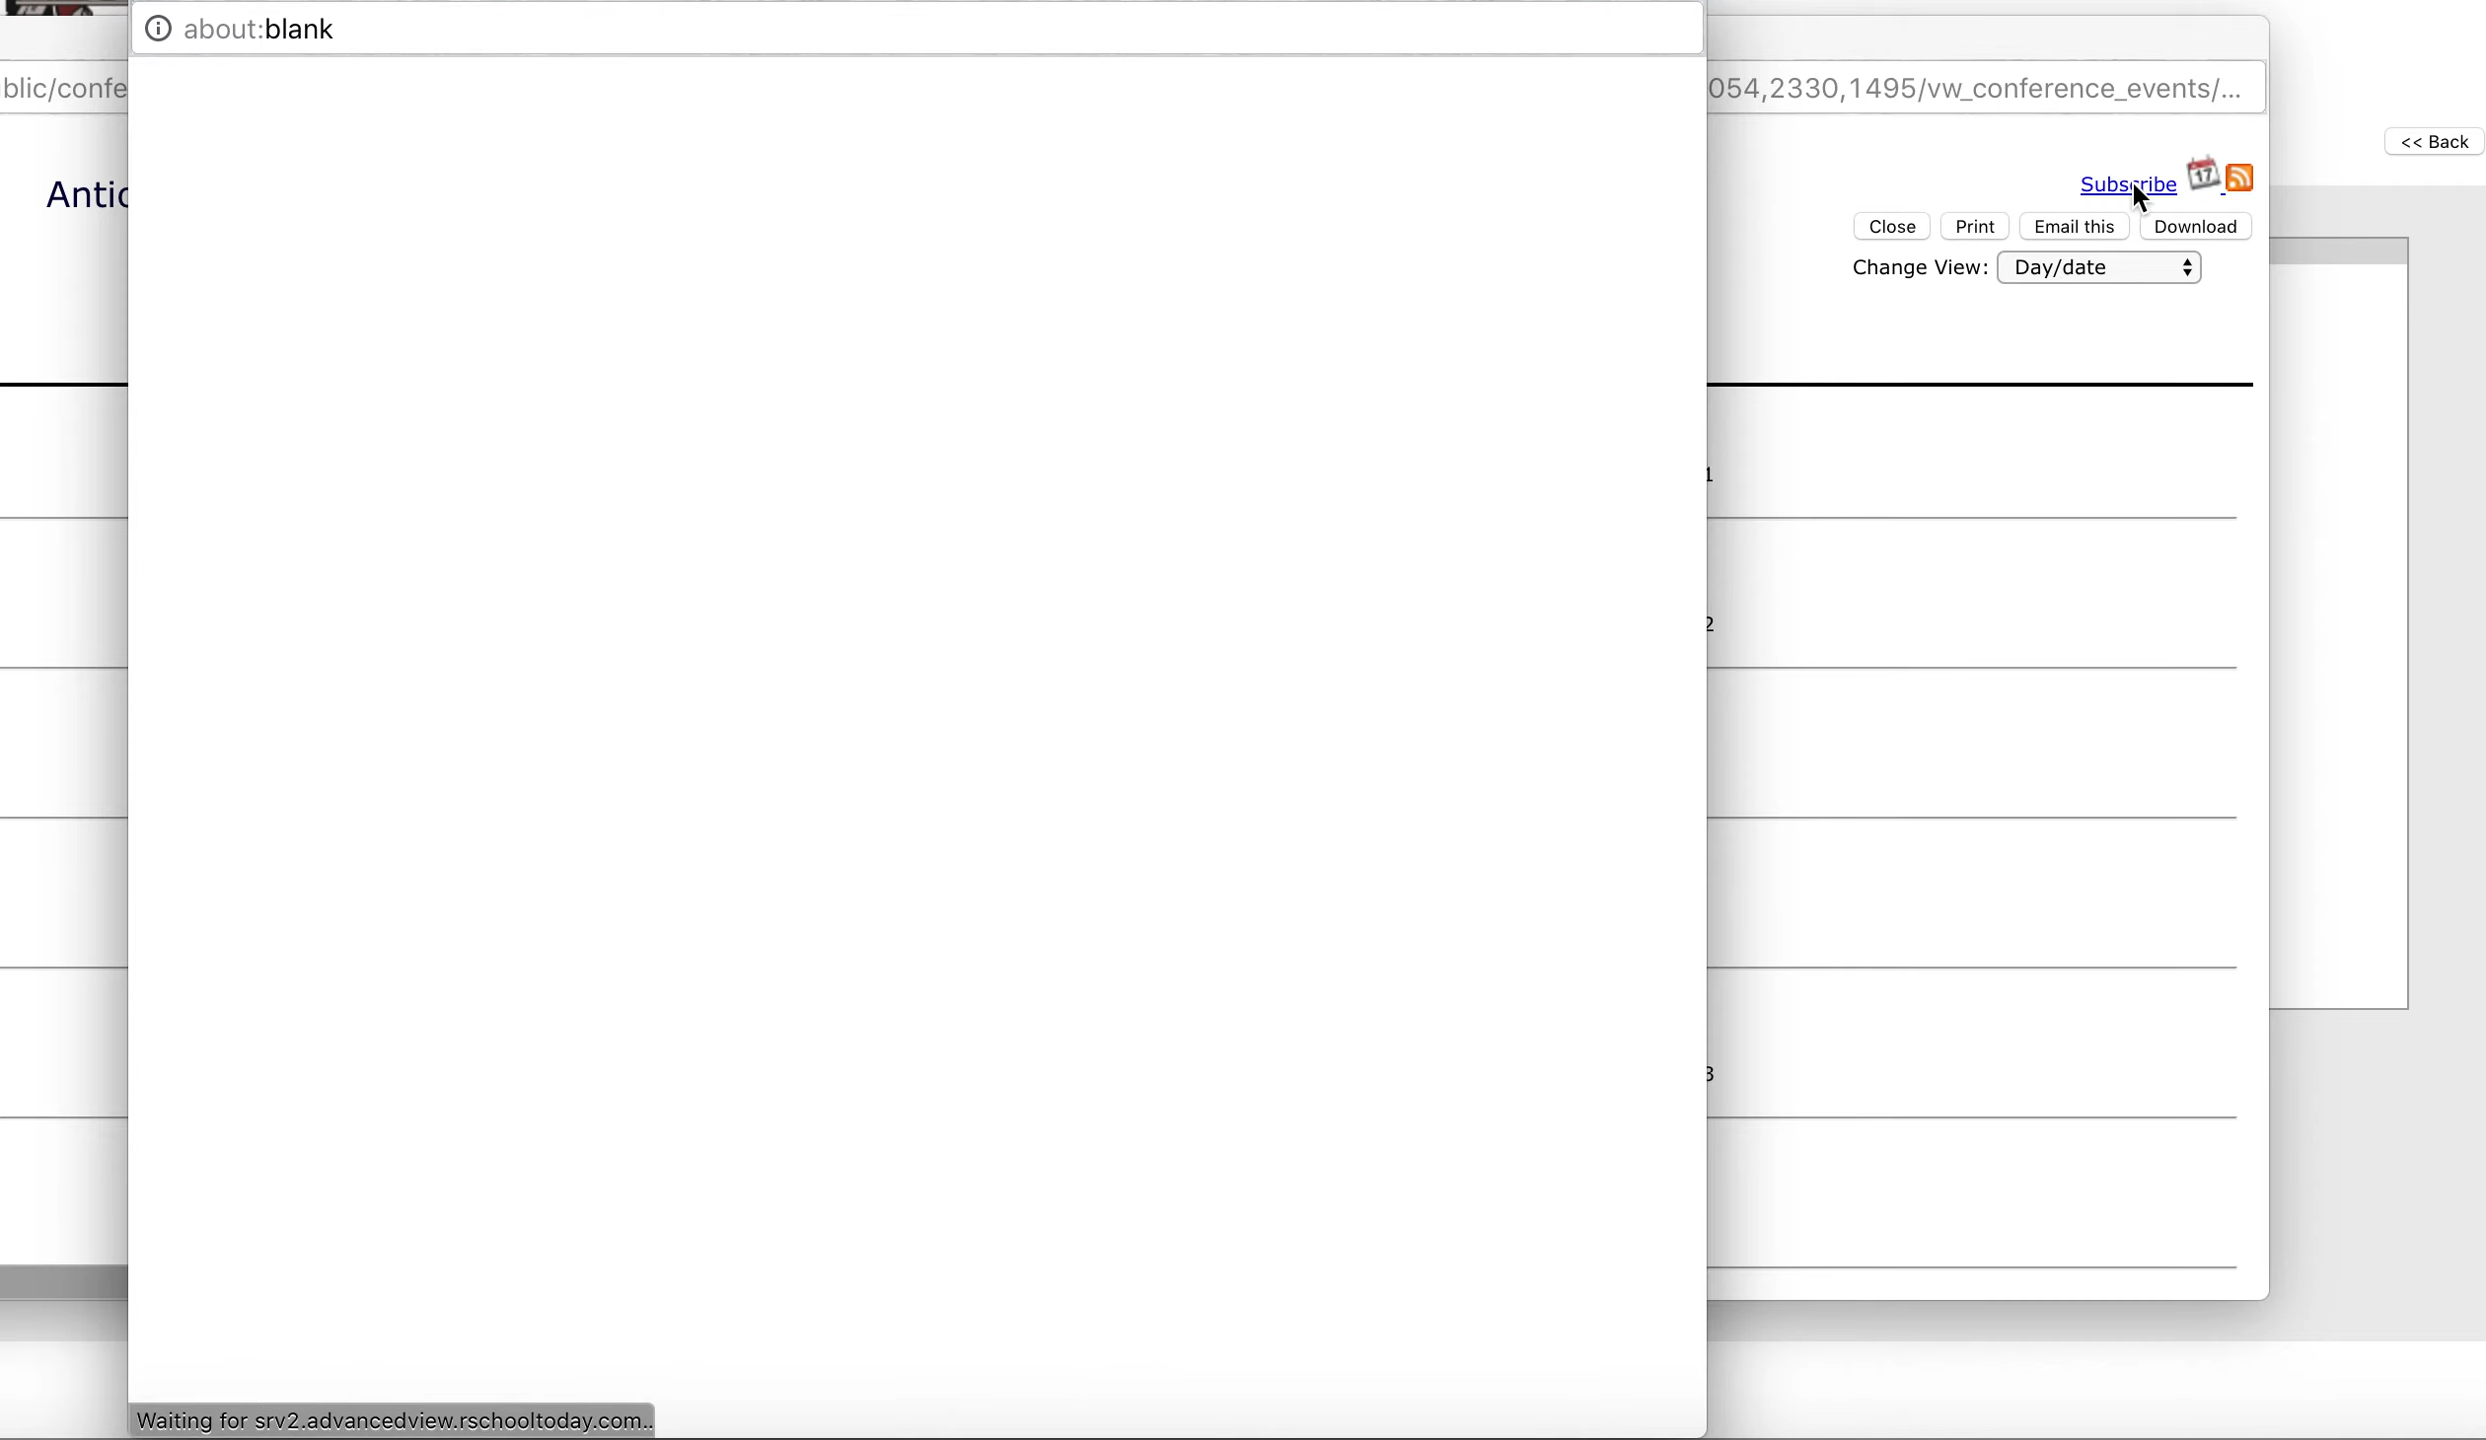 about:blank
blic/confe
054,2330,1495/vw_conference_events/...
<< Back
Subscribe
17
Antic
Close Print Email this Download
Change View: Day/date
1
2
3
Waiting for srv2.advancedview.rschooltoday.com..